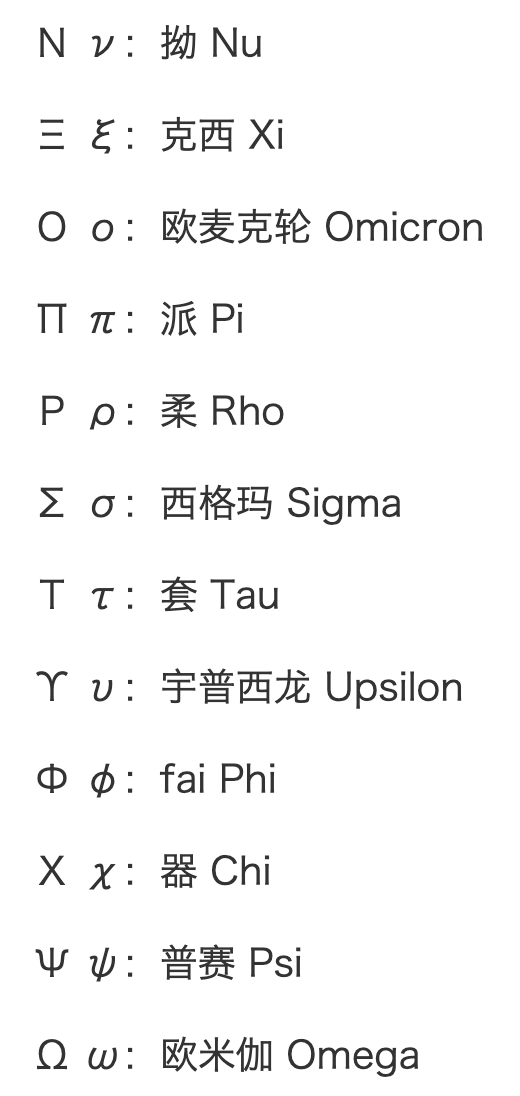 Ν ν： 拗 Nu
Ξ ξ： 克西 Xi
Ο ο： 欧麦克轮 Omicron
Π π： 派 Pi
Ρ ρ： 柔 Rho
Σ σ： 西格玛 Sigma
Τ τ： 套 Tau
ϒ υ： 宇普西龙 Upsilon
Φ ϕ： fai Phi
Χ χ： 器 Chi
Ψ ψ： 普赛 Psi
Ω ω： 欧米伽 Omega